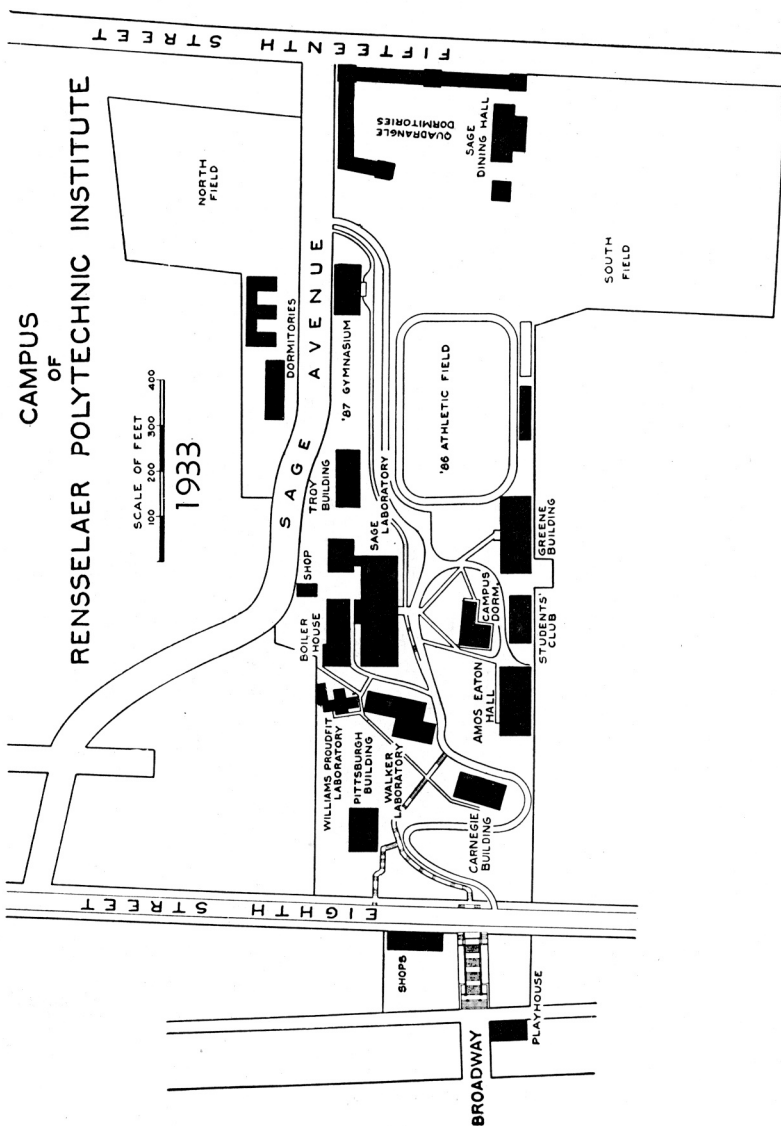 CAMPUS
OF
RENSSELAER POLYTECHNIC INSTITUTE
SCALE OF FEET
100 200 300 400
1933
FIFTEENTH STREET
NORTH
FIELD
QUADRANGLE
DORMITORIES
SAGE
DINING HALL
SOUTH
FIELD
DORMITORIES
SAGE AVENUE
'87 GYMNASIUM
'86 ATHLETIC FIELD
TROY
BUILDING
SAGE
LABORATORY
SHOP
BOILER
HOUSE
GREENE
BUILDING
CAMPUS
DORM.
STUDENTS'
CLUB
AMOS EATON
HALL
WILLIAMS PROUDFIT
LABORATORY
PITTSBURGH
BUILDING
WALKER
LABORATORY
CARNEGIE
BUILDING
EIGHTH STREET
SHOPS
BROADWAY
PLAYHOUSE